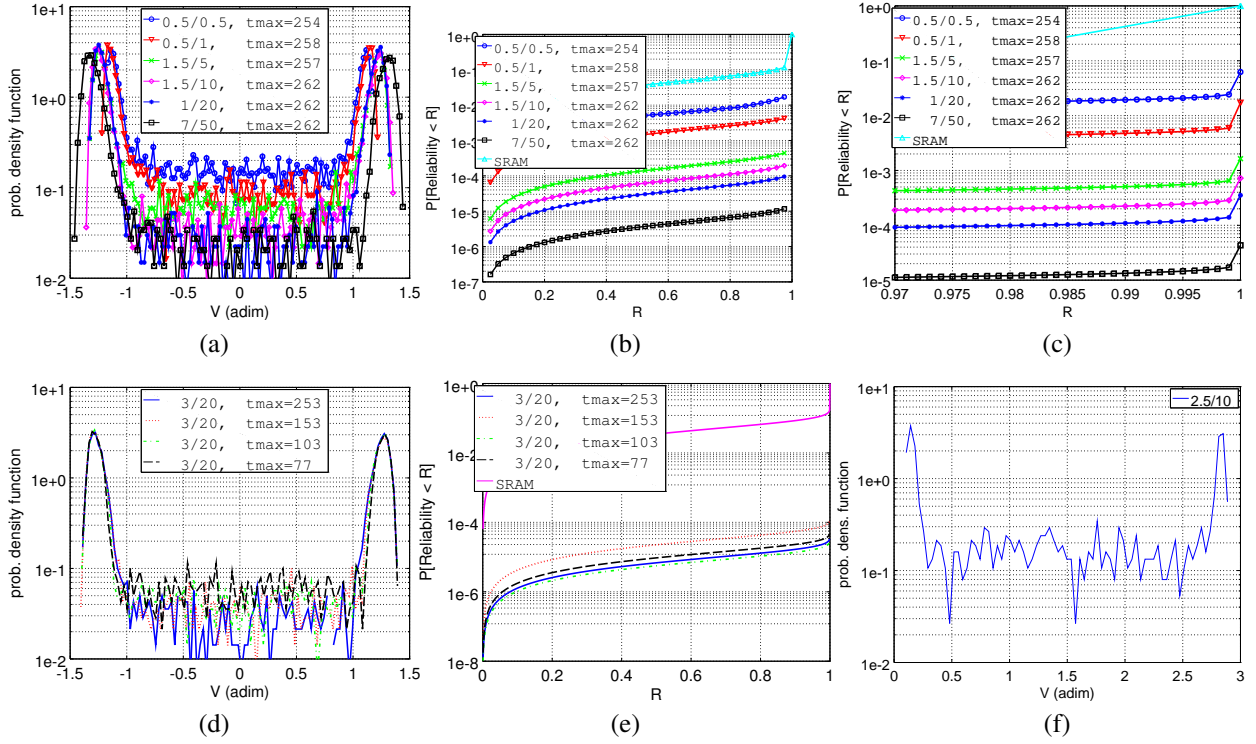 1e+1
1e+0
1e-1
1e-2
prob. density function
-1.5 -1 -0.5 0 0.5 1 1.5
V (adim)
0.5/0.5, tmax=254
0.5/1, tmax=258
1.5/5, tmax=257
1.5/10, tmax=262
1/20, tmax=262
7/50, tmax=262
(a)
1e+0
1e-1
1e-2
1e-3
1e-4
1e-5
1e-6
1e-7
P[Reliability < R]
0 0.2 0.4 0.6 0.8 1
R
0.5/0.5, tmax=254
0.5/1, tmax=258
1.5/5, tmax=257
1.5/10, tmax=262
1/20, tmax=262
7/50, tmax=262
SRAM
(b)
1e+0
1e-1
1e-2
1e-3
1e-4
1e-5
P[Reliability < R]
0.97 0.975 0.98 0.985 0.99 0.995 1
R
0.5/0.5, tmax=254
0.5/1, tmax=258
1.5/5, tmax=257
1.5/10, tmax=262
1/20, tmax=262
7/50, tmax=262
SRAM
(c)
1e+1
1e+0
1e-1
1e-2
prob. density function
-1.5 -1 -0.5 0 0.5 1 1.5
V (adim)
3/20, tmax=253
3/20, tmax=153
3/20, tmax=103
3/20, tmax=77
(d)
1e+0
1e-2
1e-4
1e-6
1e-8
P[Reliability < R]
0 0.2 0.4 0.6 0.8 1
R
3/20, tmax=253
3/20, tmax=153
3/20, tmax=103
3/20, tmax=77
SRAM
(e)
1e+1
1e+0
1e-1
1e-2
prob. dens. function
0 0.5 1 1.5 2 2.5 3
V (adim)
2.5/10
(f)